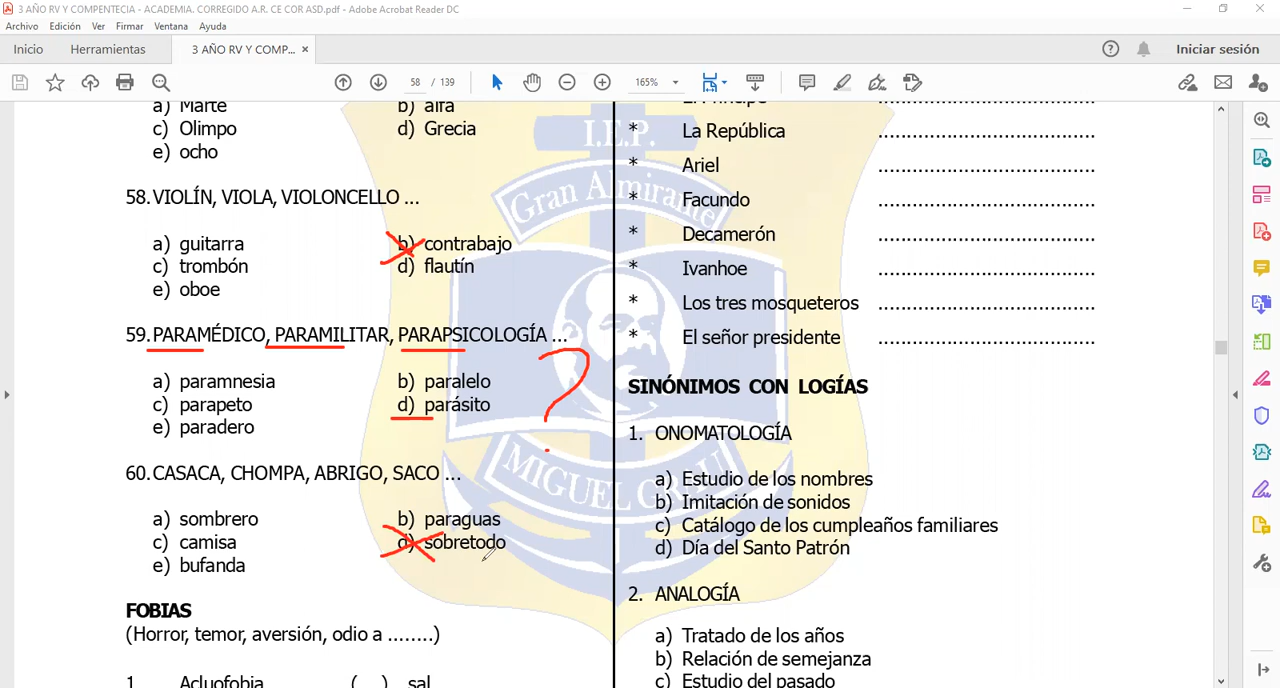 3 AÑO RV Y COMPENTECIA - ACADEMIA. CORREGIDO A.R. CE COR ASD.pdf - Adobe Acrobat Reader DC
Archivo Edición Ver Firmar Ventana Ayuda
Inicio Herramientas 3 AÑO RV Y COMP... × Iniciar sesión
58 / 139 165%
a) Marte b) alfa
c) Olimpo d) Grecia
e) ocho
58. VIOLÍN, VIOLA, VIOLONCELLO ...
a) guitarra b) contrabajo
c) trombón d) flautín
e) oboe
59. PARAMÉDICO, PARAMILITAR, PARAPSICOLOGÍA ...
?
a) paramnesia b) paralelo
c) parapeto d) parásito
e) paradero
60. CASACA, CHOMPA, ABRIGO, SACO ...
a) sombrero b) paraguas
c) camisa d) sobretodo
e) bufanda
FOBIAS
(Horror, temor, aversión, odio a ........)
1. Acluofobia ( ) sal
I.E.P.
Gran Almirante
MIGUEL GRAU
* La República ......................................
* Ariel ......................................
* Facundo ......................................
* Decamerón ......................................
* Ivanhoe ......................................
* Los tres mosqueteros ......................................
* El señor presidente ......................................
SINÓNIMOS CON LOGÍAS
1. ONOMATOLOGÍA
a) Estudio de los nombres
b) Imitación de sonidos
c) Catálogo de los cumpleaños familiares
d) Día del Santo Patrón
2. ANALOGÍA
a) Tratado de los años
b) Relación de semejanza
c) Estudio del pasado